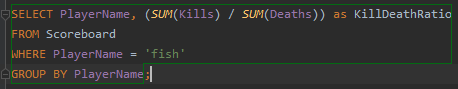 SELECT PlayerName, (SUM(Kills) / SUM(Deaths)) as KillDeathRatio
FROM Scoreboard
WHERE PlayerName = 'fish'
GROUP BY PlayerName;